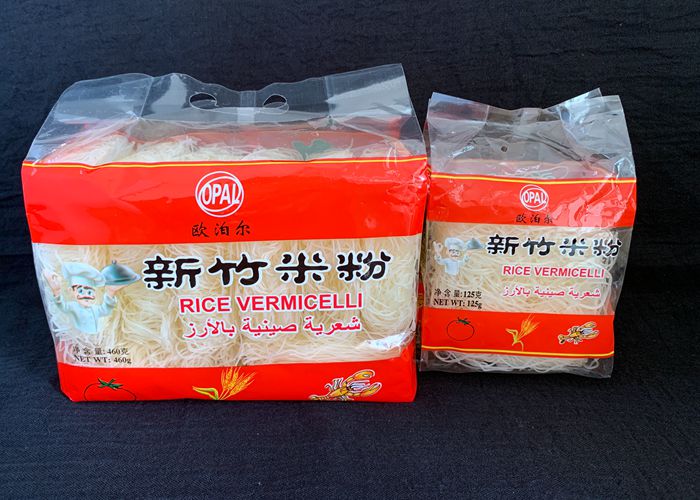 OPAL
欧泊尔
新竹米粉
RICE VERMICELLI
شعرية صينية بالأرز
净含量:460克
NET WT: 460g
OPAL
欧泊尔
新竹米粉
RICE VERMICELLI
شعرية صينية بالأرز
净含量:125克
NET WT: 125g